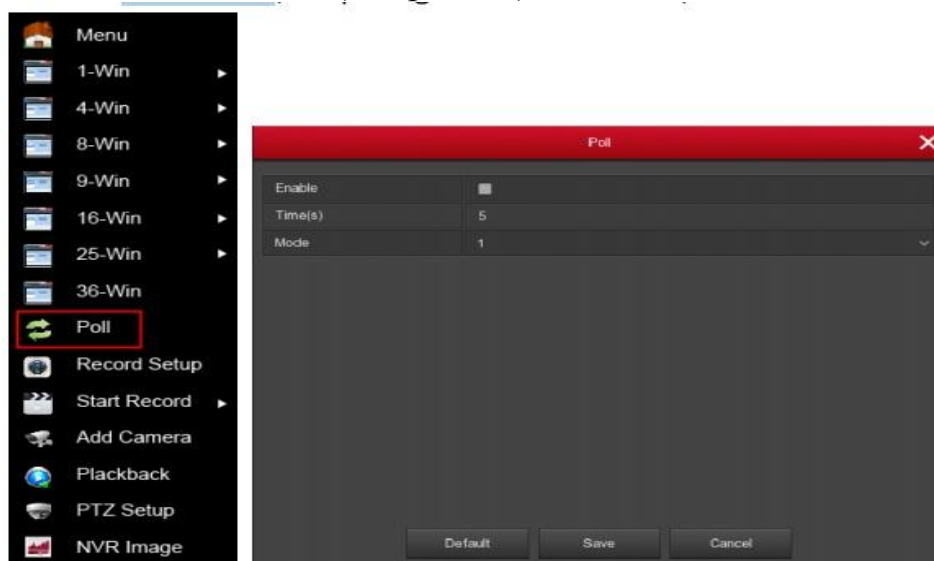 Menu
1-Win
4-Win
8-Win
9-Win
16-Win
25-Win
36-Win
Poll
Record Setup
Start Record
Add Camera
Plackback
PTZ Setup
NVR Image
Poll
Enable
Time(s) 5
Mode 1
Default Save Cancel